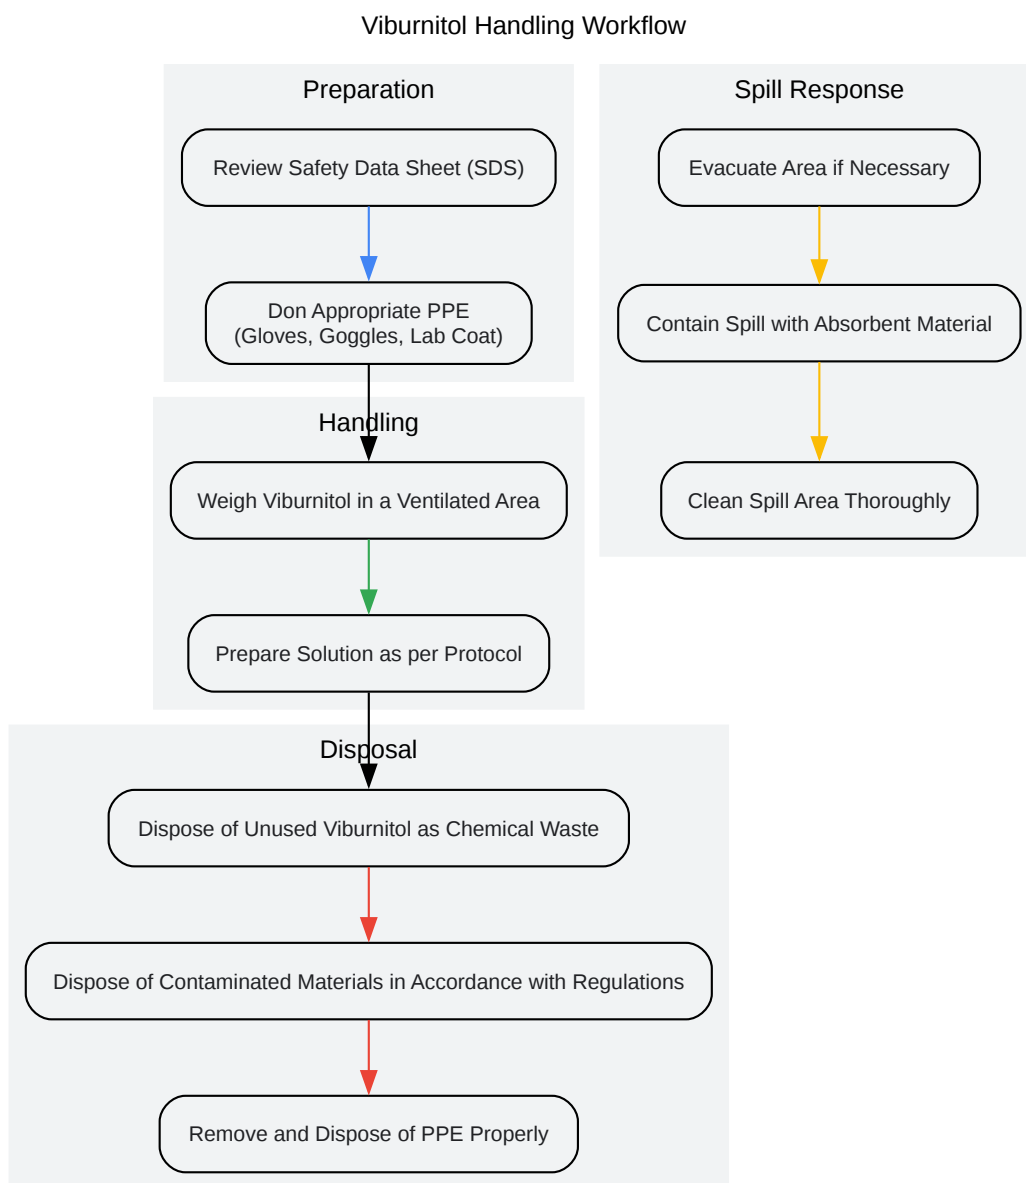 Viburnitol Handling Workflow
Preparation
Review Safety Data Sheet (SDS)
Don Appropriate PPE
(Gloves, Goggles, Lab Coat)
Handling
Weigh Viburnitol in a Ventilated Area
Prepare Solution as per Protocol
Disposal
Dispose of Unused Viburnitol as Chemical Waste
Dispose of Contaminated Materials in Accordance with Regulations
Remove and Dispose of PPE Properly
Spill Response
Evacuate Area if Necessary
Contain Spill with Absorbent Material
Clean Spill Area Thoroughly